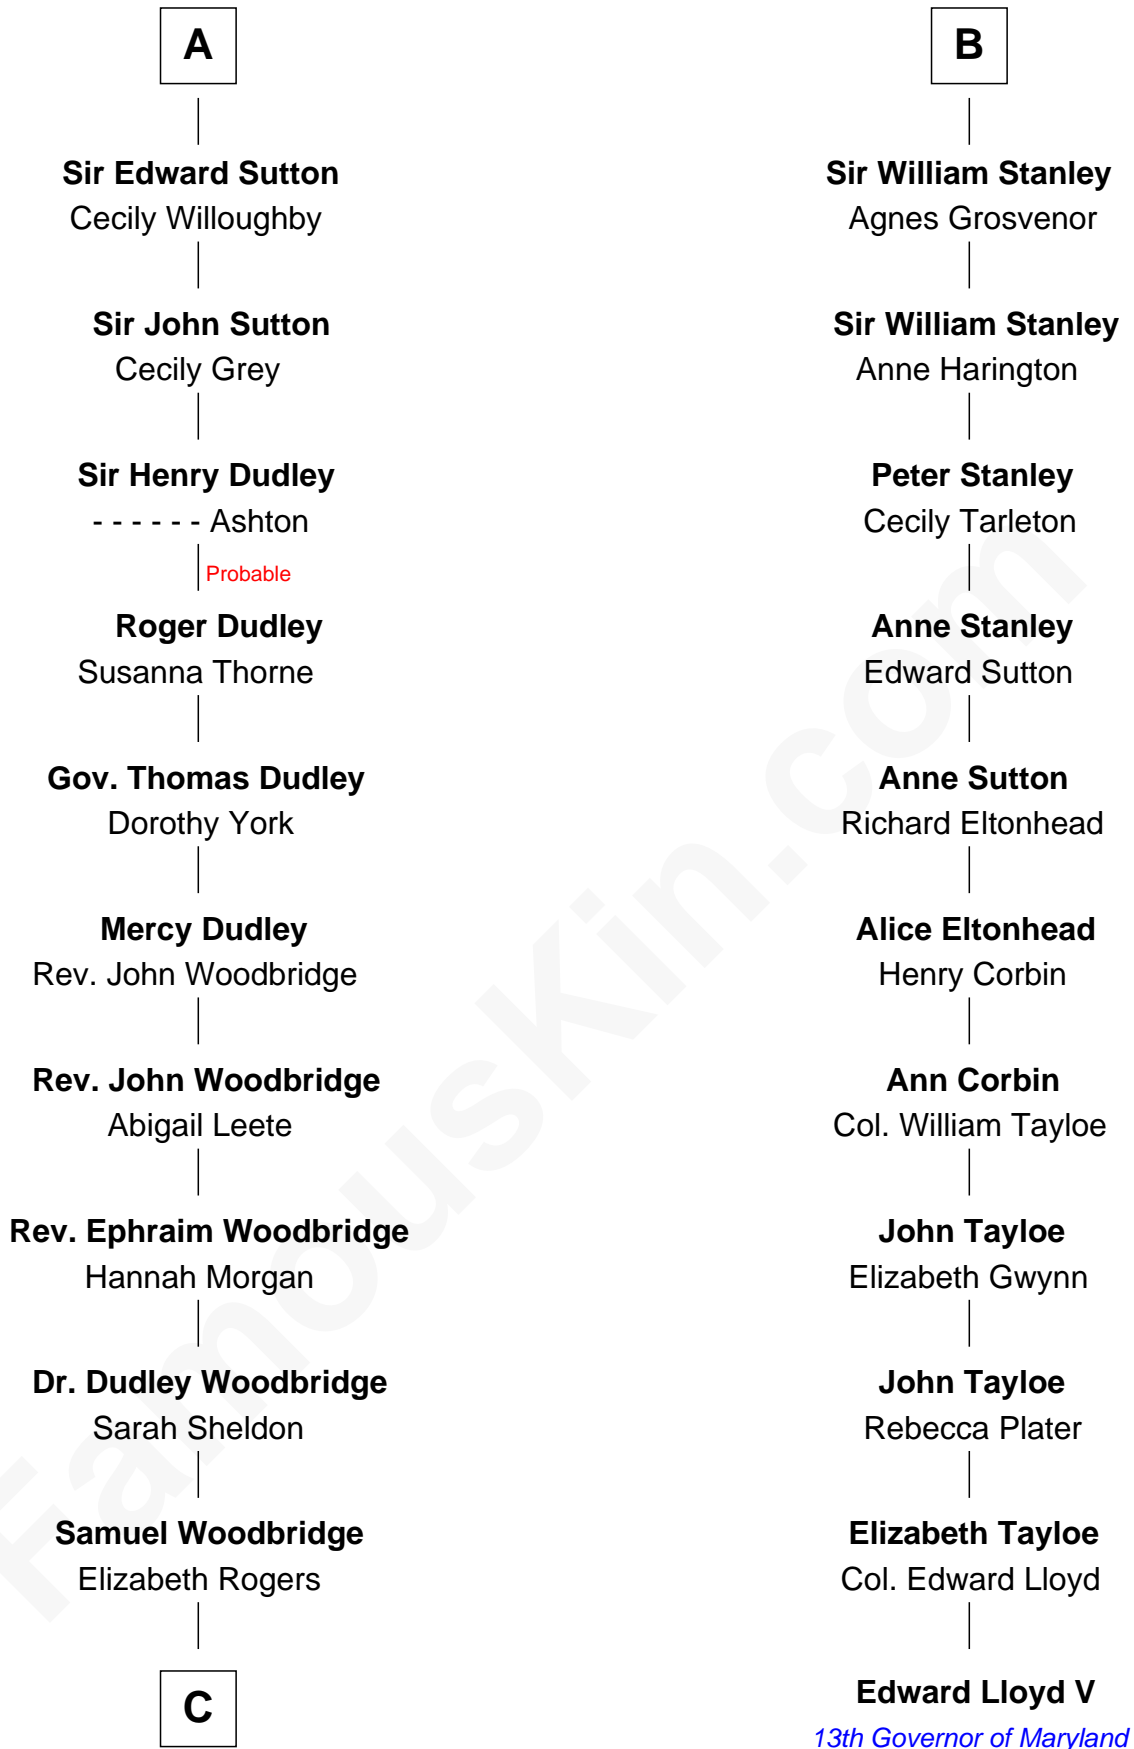 A
Sir Edward Sutton
Cecily Willoughby
Sir John Sutton
Cecily Grey
Sir Henry Dudley
- - - - - - Ashton
Probable
Roger Dudley
Susanna Thorne
Gov. Thomas Dudley
Dorothy York
Mercy Dudley
Rev. John Woodbridge
Rev. John Woodbridge
Abigail Leete
Rev. Ephraim Woodbridge
Hannah Morgan
Dr. Dudley Woodbridge
Sarah Sheldon
Samuel Woodbridge
Elizabeth Rogers
C
B
Sir William Stanley
Agnes Grosvenor
Sir William Stanley
Anne Harington
Peter Stanley
Cecily Tarleton
Anne Stanley
Edward Sutton
Anne Sutton
Richard Eltonhead
Alice Eltonhead
Henry Corbin
Ann Corbin
Col. William Tayloe
John Tayloe
Elizabeth Gwynn
John Tayloe
Rebecca Plater
Elizabeth Tayloe
Col. Edward Lloyd
Edward Lloyd V
13th Governor of Maryland
FamousKin.com